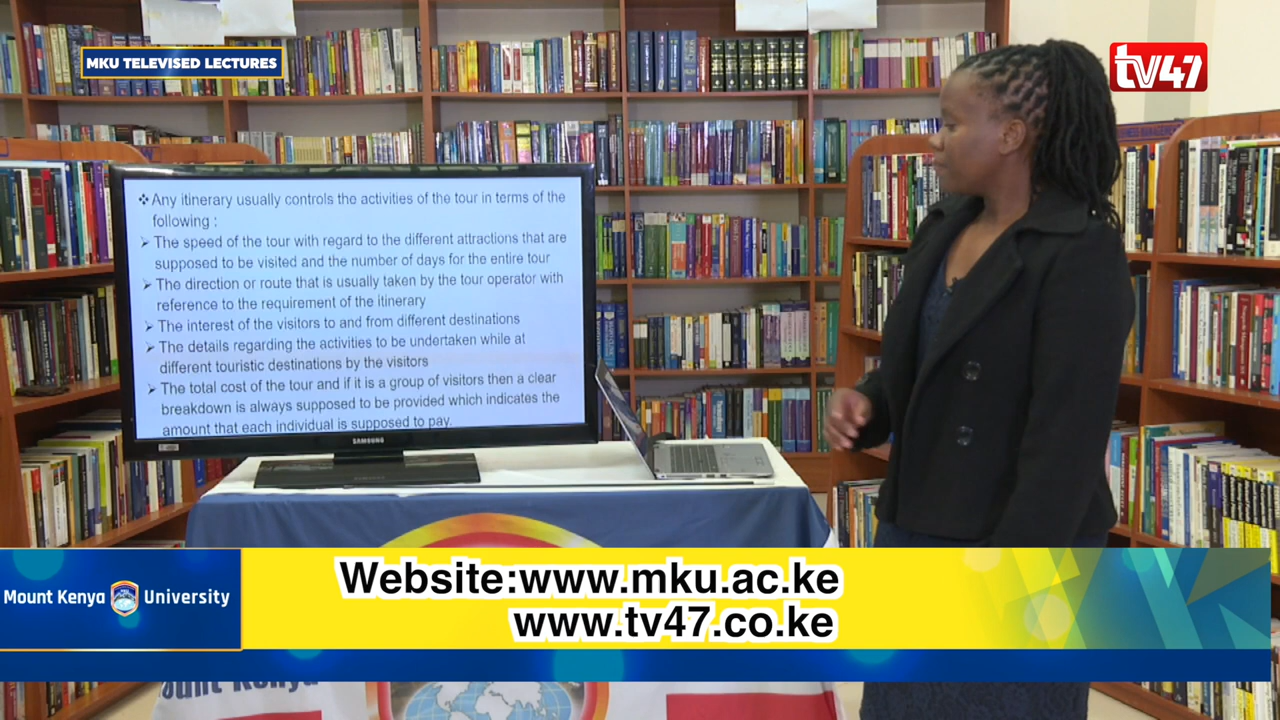 MKU TELEVISED LECTURES
tv47
❖ Any itinerary usually controls the activities of the tour in terms of the
following :
➢ The speed of the tour with regard to the different attractions that are
supposed to be visited and the number of days for the entire tour
➢ The direction or route that is usually taken by the tour operator with
reference to the requirement of the itinerary
➢ The interest of the visitors to and from different destinations
➢ The details regarding the activities to be undertaken while at
different touristic destinations by the visitors
➢ The total cost of the tour and if it is a group of visitors then a clear
breakdown is always supposed to be provided which indicates the
amount that each individual is supposed to pay.
SAMSUNG
Mount Kenya University
Website:www.mku.ac.ke
www.tv47.co.ke
ount Kenya